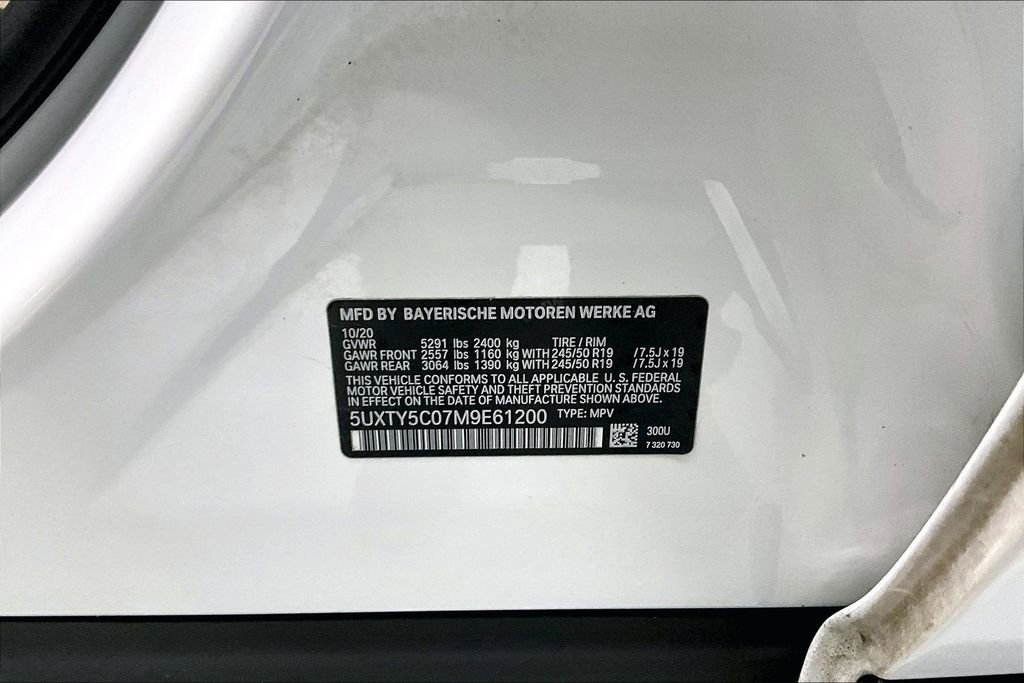 MFD BY BAYERISCHE MOTOREN WERKE AG
10/20
GVWR 5291 lbs 2400 kg TIRE / RIM
GAWR FRONT 2557 lbs 1160 kg WITH 245/50 R19 /7.5J x 19
GAWR REAR 3064 lbs 1390 kg WITH 245/50 R19 /7.5J x 19
THIS VEHICLE CONFORMS TO ALL APPLICABLE U.S. FEDERAL
MOTOR VEHICLE SAFETY AND THEFT PREVENTION STANDARDS
IN EFFECT ON THE DATE OF MANUFACTURE SHOWN ABOVE.
5UXTY5C07M9E61200 TYPE: MPV
300U
7 320 730